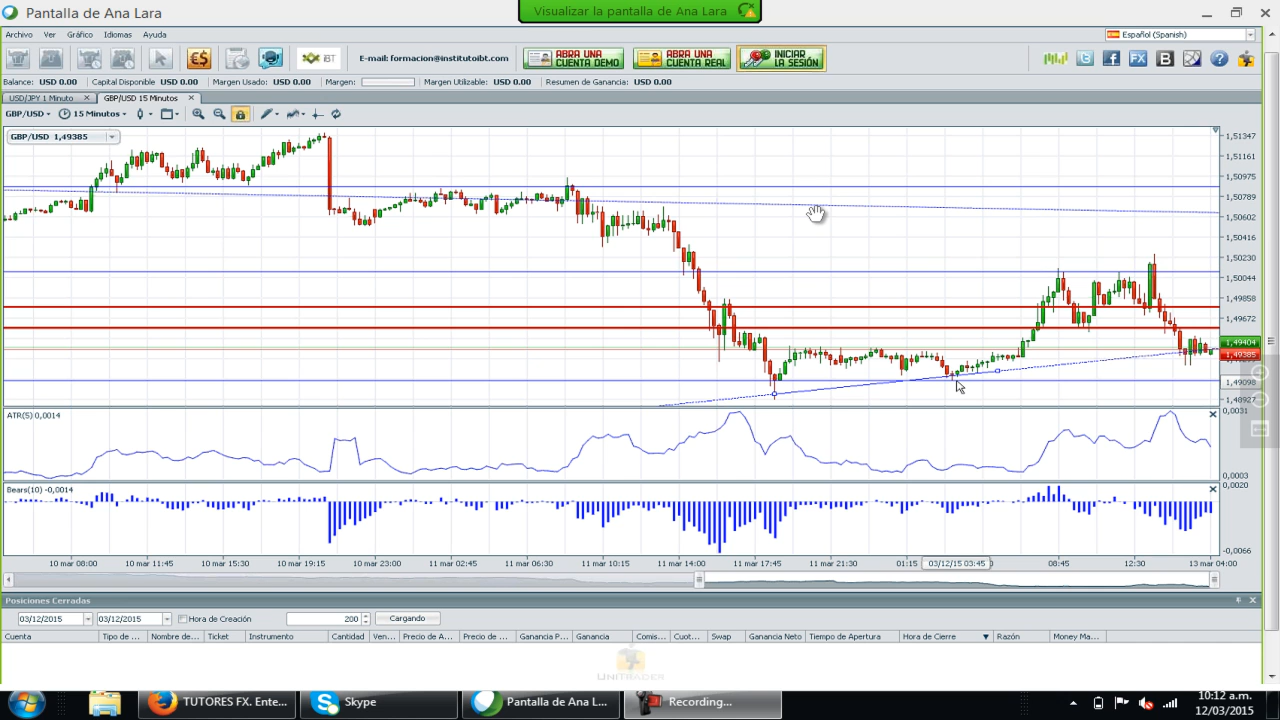 Pantalla de Ana Lara
Visualizar la pantalla de Ana Lara
Archivo Ver Gráfico Idiomas Ayuda
Español (Spanish)
€$ iBT E-mail: formacion@institutoibt.com ABRA UNA CUENTA DEMO ABRA UNA CUENTA REAL INICIAR LA SESIÓN
Balance: USD 0.00 Capital Disponible USD 0.00 Margen Usado: USD 0.00 Margen: Margen Utilizable: USD 0.00 Resumen de Ganancia: USD 0.00
USD/JPY 1 Minuto GBP/USD 15 Minutos
GBP/USD 15 Minutos
GBP/USD 1,49385
1,51347
1,51161
1,50975
1,50789
1,50602
1,50416
1,50230
1,50044
1,49858
1,49672
1,49404
1,49385
1,49098
1,48927
ATR(5) 0,0014
0,0031
0,0003
Bears(10) -0,0014
0,0020
-0,0066
10 mar 08:00 10 mar 11:45 10 mar 15:30 10 mar 19:15 10 mar 23:00 11 mar 02:45 11 mar 06:30 11 mar 10:15 11 mar 14:00 11 mar 17:45 11 mar 21:30 01:15 03/12/15 03:45 08:45 12:30 13 mar 04:00
Posiciones Cerradas
03/12/2015 03/12/2015 Hora de Creación 200 Cargando
Cuenta Tipo de ... Nombre de... Ticket Instrumento Cantidad Ven... Precio de A... Precio de ... Ganancia P... Ganancia Comis... Cuot... Swap Ganancia Neto Tiempo de Apertura Hora de Cierre Razón Money Ma...
UNITRADER
TUTORES FX. Ente... Skype Pantalla de Ana L... Recording...
10:12 a.m.
12/03/2015